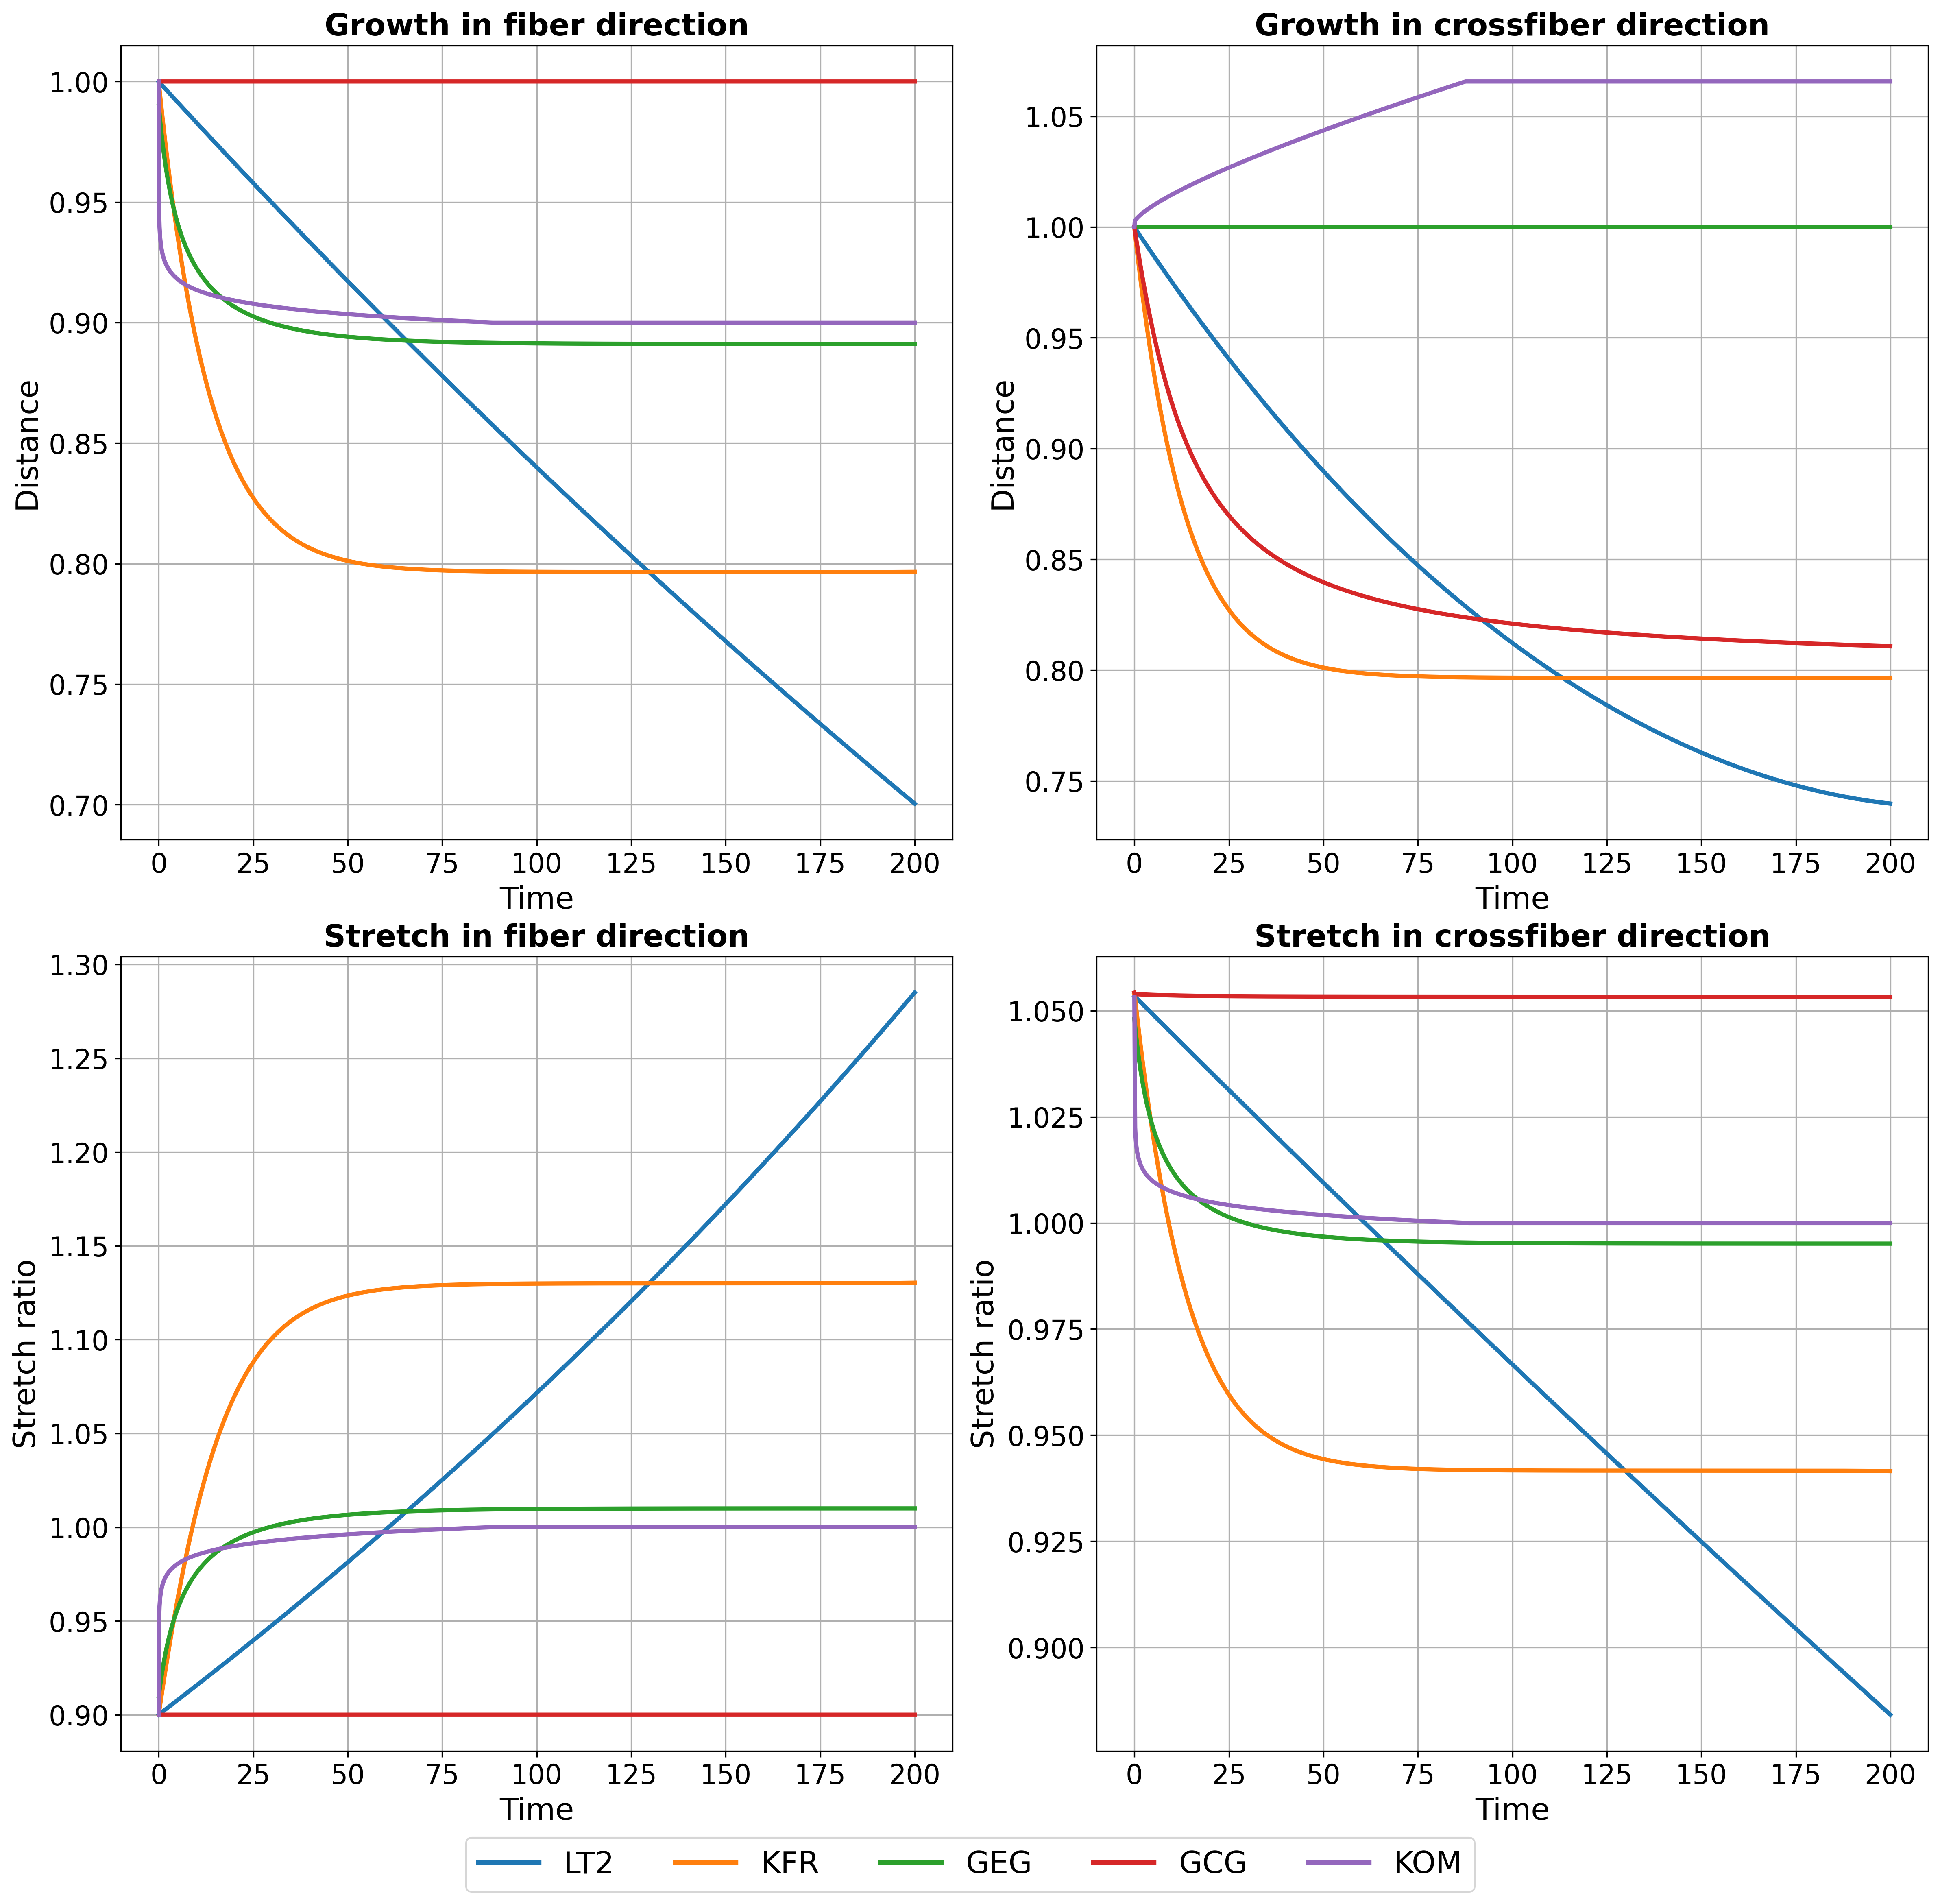 Growth in fiber direction
1.00
0.95
0.90
0.85
0.80
0.75
0.70
Distance
0 25 50 75 100 125 150 175 200
Time
Growth in crossfiber direction
1.05
1.00
0.95
0.90
0.85
0.80
0.75
Distance
0 25 50 75 100 125 150 175 200
Time
Stretch in fiber direction
1.30
1.25
1.20
1.15
1.10
1.05
1.00
0.95
0.90
Stretch ratio
0 25 50 75 100 125 150 175 200
Time
Stretch in crossfiber direction
1.050
1.025
1.000
0.975
0.950
0.925
0.900
Stretch ratio
0 25 50 75 100 125 150 175 200
Time
LT2 KFR GEG GCG KOM